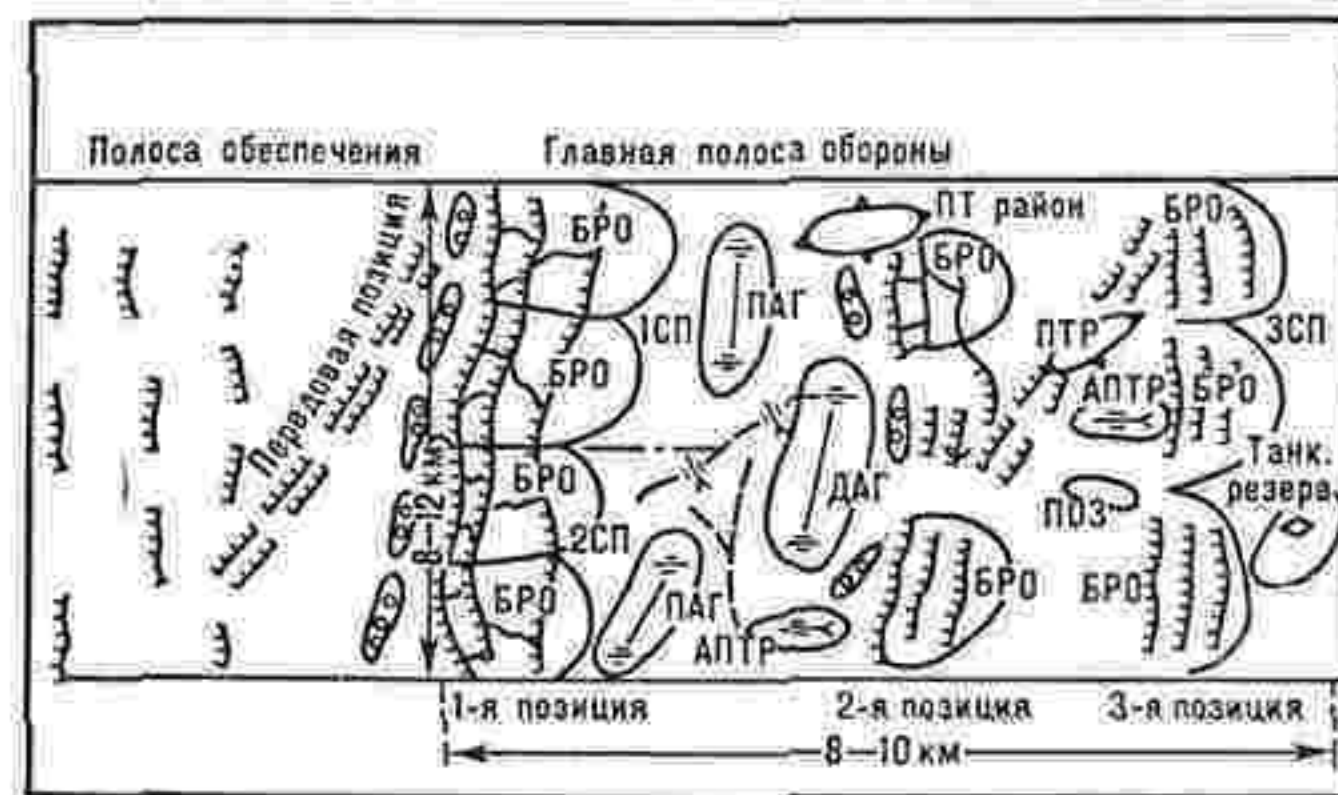 Полоса обеспечения
Главная полоса обороны
Передовая позиция
8—12 км
БРО
ПТ район
БРО
БРО
1СП
ПАГ
ПТР
3СП
БРО
АПТР
БРО
БРО
ДАГ
Танк.
резерв
ПОЗ
2СП
БРО
ПАГ
АПТР
БРО
БРО
1-я позиция
2-я позиция
3-я позиция
8—10 км